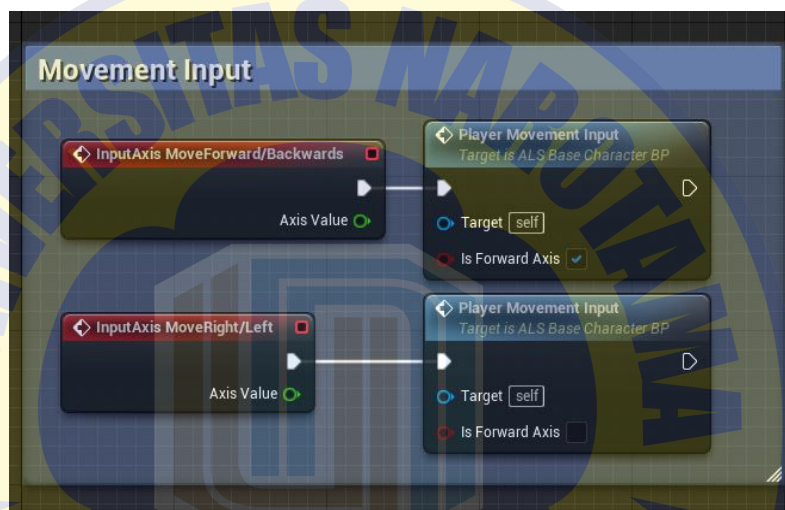 Movement Input
InputAxis MoveForward/Backwards
Axis Value
Player Movement Input
Target is ALS Base Character BP
Target self
Is Forward Axis
InputAxis MoveRight/Left
Axis Value
Player Movement Input
Target is ALS Base Character BP
Target self
Is Forward Axis
ERSITAS NAROTAMA